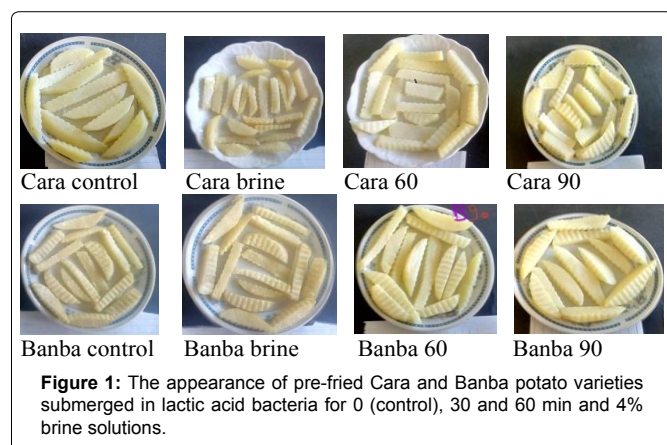 Cara control Cara brine Cara 60 Cara 90
B90
Banba control Banba brine Banba 60 Banba 90
Figure 1: The appearance of pre-fried Cara and Banba potato varieties
submerged in lactic acid bacteria for 0 (control), 30 and 60 min and 4%
brine solutions.